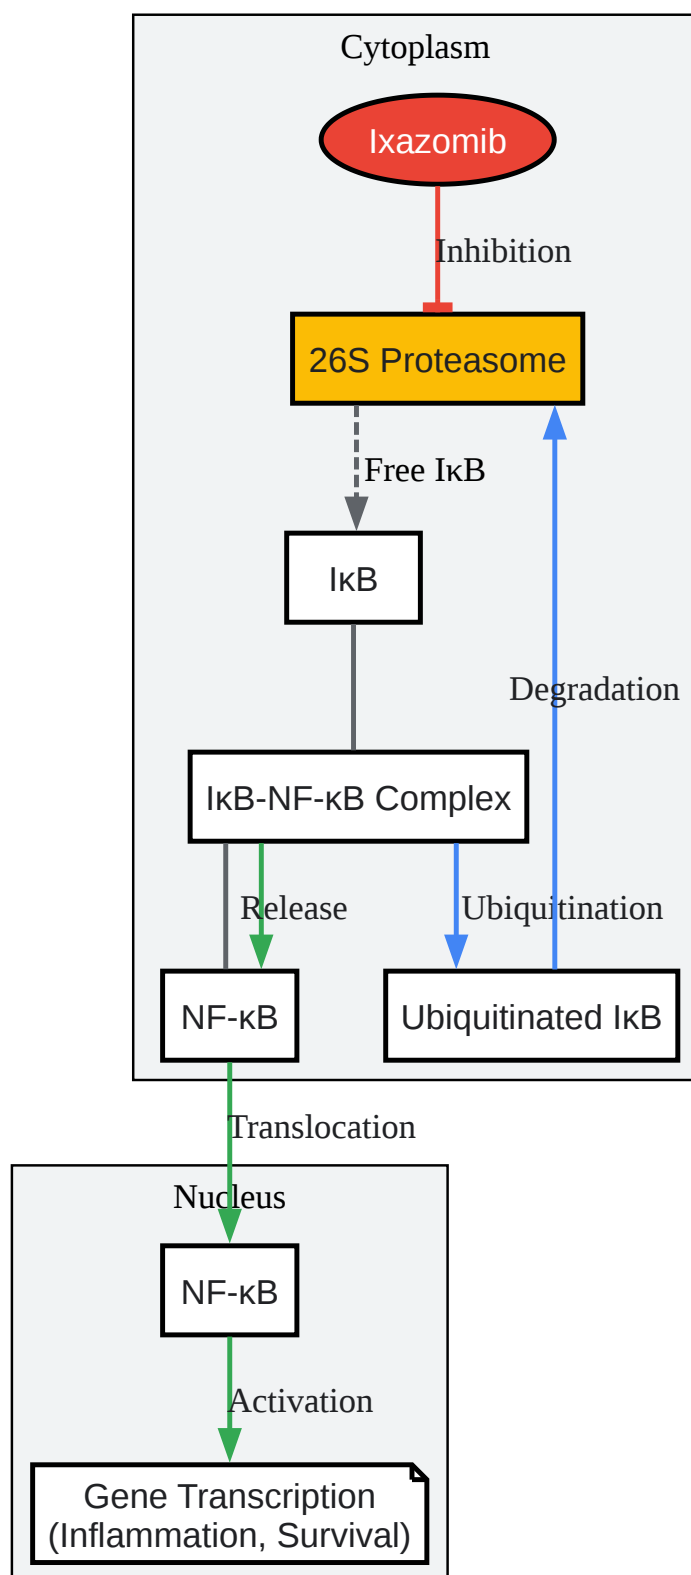 Cytoplasm
Ixazomib
Inhibition
26S Proteasome
Free IκB
IκB
Degradation
IκB-NF-κB Complex
Release
Ubiquitination
NF-κB
Ubiquitinated IκB
Translocation
Nucleus
NF-κB
Activation
Gene Transcription
(Inflammation, Survival)